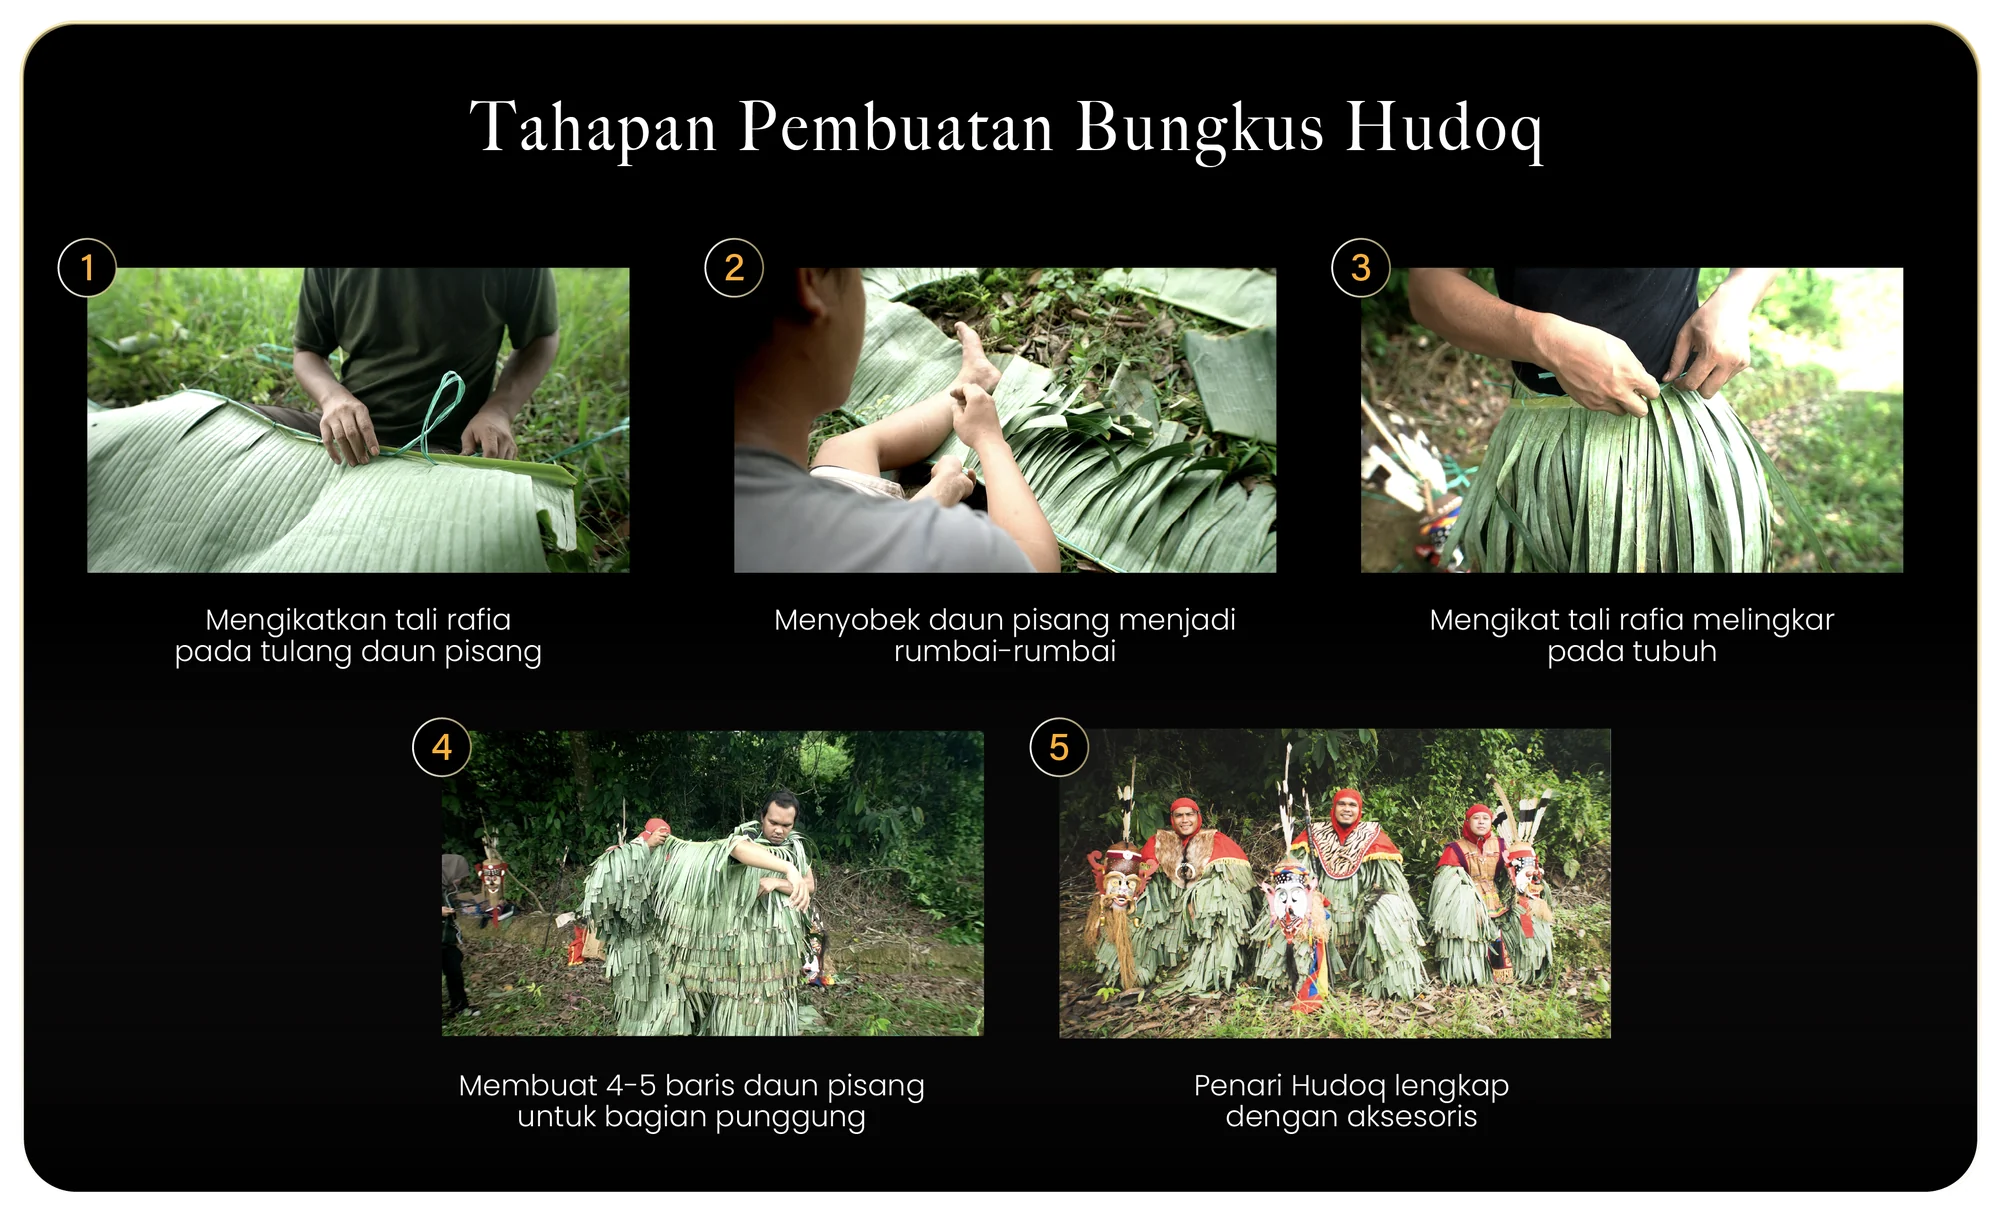 Tahapan Pembuatan Bungkus Hudoq
1
2
3
Mengikatkan tali rafia
pada tulang daun pisang
Menyobek daun pisang menjadi
rumbai-rumbai
Mengikat tali rafia melingkar
pada tubuh
4
5
Membuat 4-5 baris daun pisang
untuk bagian punggung
Penari Hudoq lengkap
dengan aksesoris